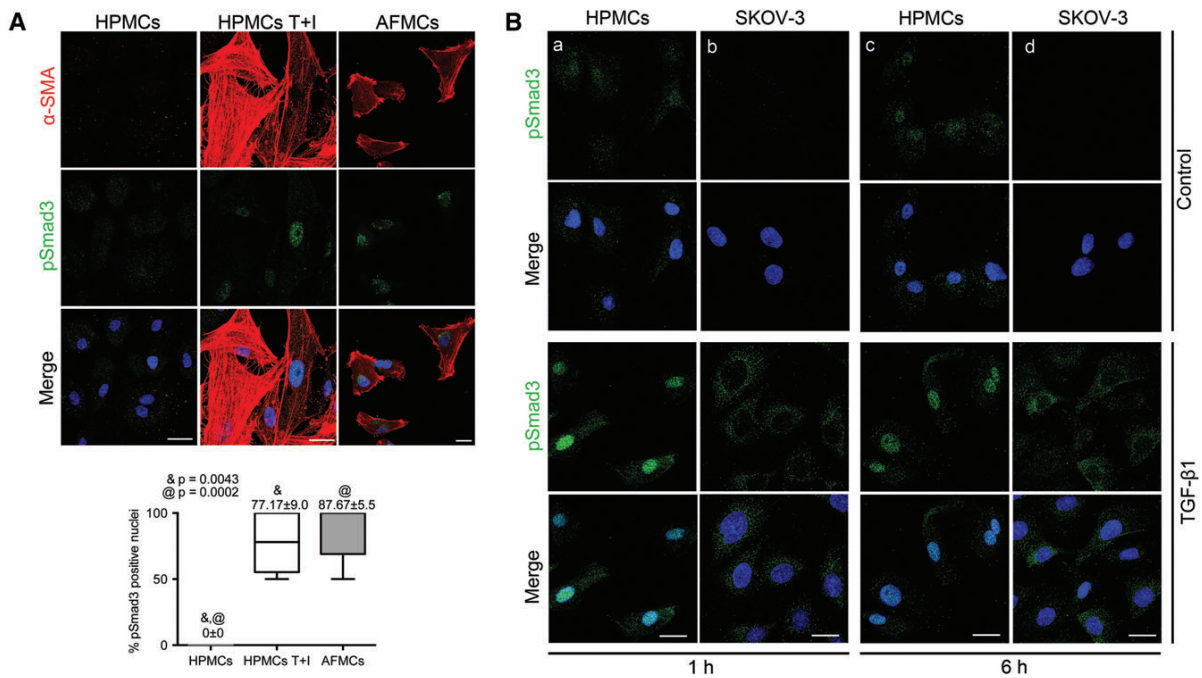 A
HPMCs HPMCs T+I AFMCs
α-SMA
pSmad3
Merge
& p = 0.0043
@ p = 0.0002
& @
77.17±9.0 87.67±5.5
&,@
0±0
% pSmad3 positive nuclei
100
50
0
HPMCs HPMCs T+I AFMCs
B
HPMCs SKOV-3 HPMCs SKOV-3
a b c d
pSmad3
Merge
Control
pSmad3
Merge
TGF-β1
1 h 6 h